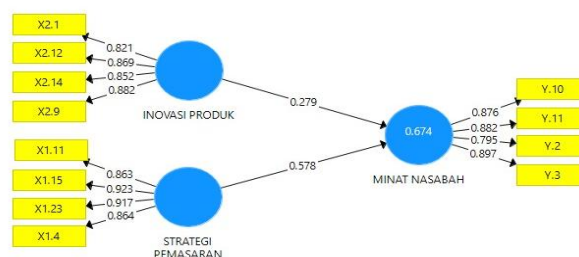 X2.1
X2.12
X2.14
X2.9
0.821
0.869
0.852
0.882
INOVASI PRODUK
0.279
X1.11
X1.15
X1.23
X1.4
0.863
0.923
0.917
0.864
STRATEGI
PEMASARAN
0.578
0.674
MINAT NASABAH
0.876
0.882
0.795
0.897
Y.10
Y.11
Y.2
Y.3